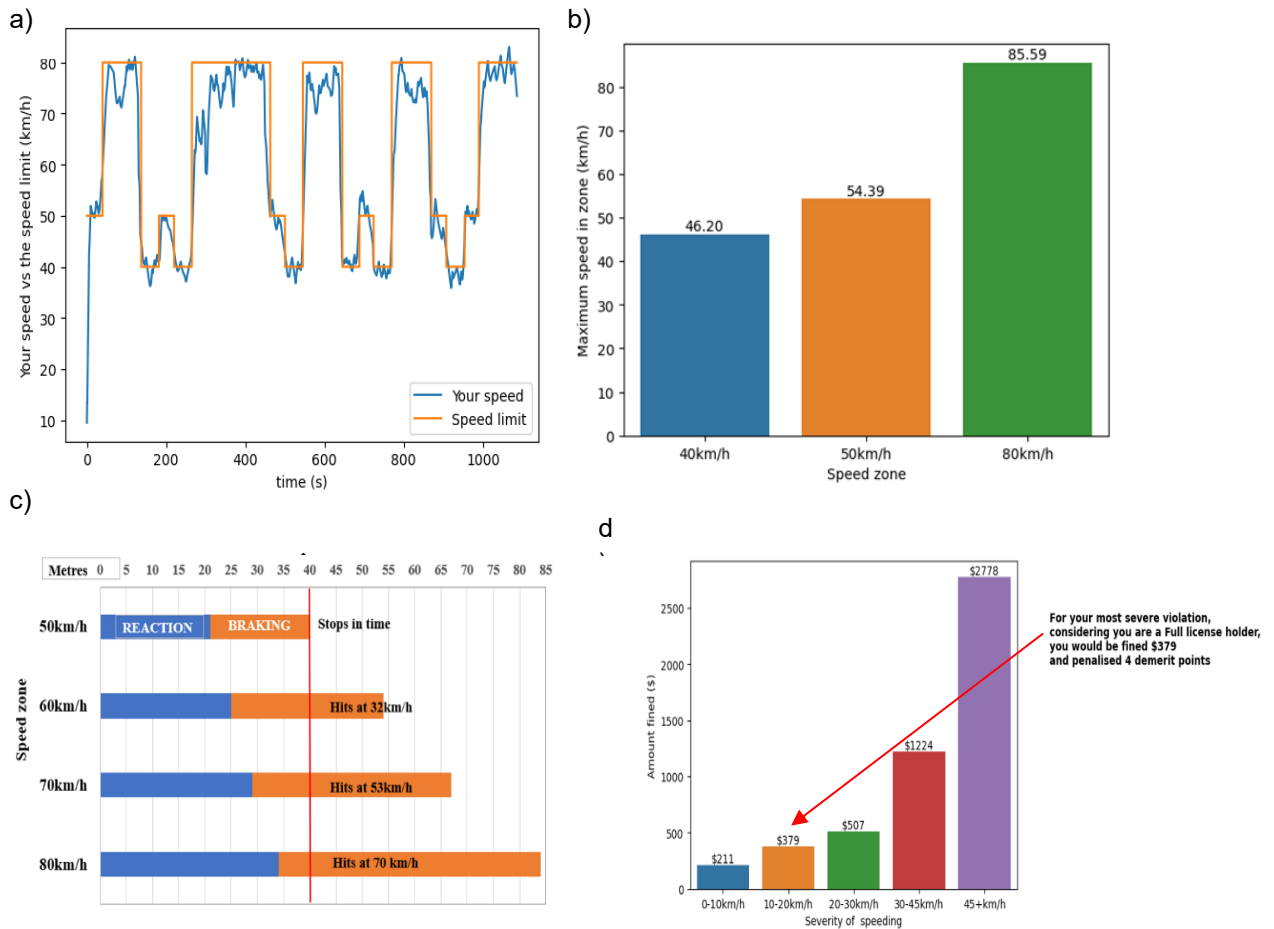 a)
Your speed vs the speed limit (km/h)
80
70
60
50
40
30
20
10
Your speed
Speed limit
0 200 400 600 800 1000
time (s)
b)
Maximum speed in zone (km/h)
80
70
60
50
40
30
20
10
0
46.20
54.39
85.59
40km/h 50km/h 80km/h
Speed zone
c)
Metres 0 5 10 15 20 25 30 35 40 45 50 55 60 65 70 75 80 85
Speed zone
50km/h REACTION BRAKING Stops in time
60km/h Hits at 32km/h
70km/h Hits at 53km/h
80km/h Hits at 70 km/h
d
)
Amount fined ($)
2500
2000
1500
1000
500
0
$211
$379
$507
$1224
$2778
0-10km/h 10-20km/h 20-30km/h 30-45km/h 45+km/h
Severity of speeding
For your most severe violation,
considering you are a Full license holder,
you would be fined $379
and penalised 4 demerit points